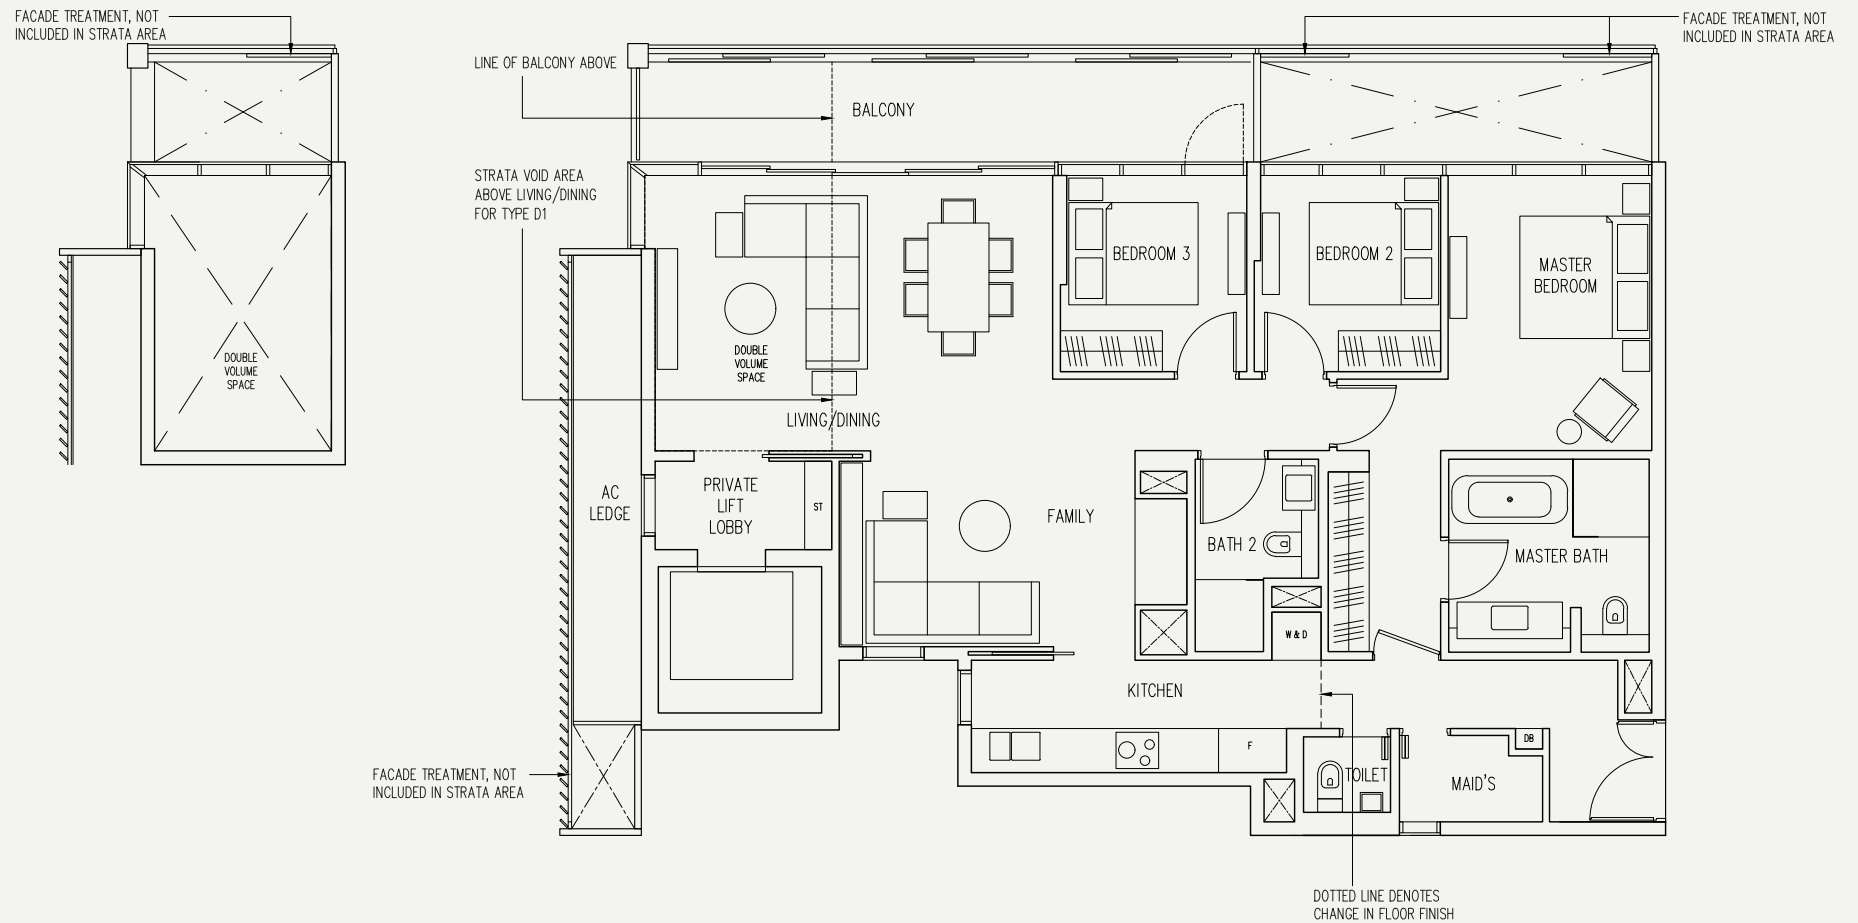 FACADE TREATMENT, NOT
INCLUDED IN STRATA AREA
FACADE TREATMENT, NOT
INCLUDED IN STRATA AREA
LINE OF BALCONY ABOVE
BALCONY
STRATA VOID AREA
ABOVE LIVING/DINING
FOR TYPE D1
BEDROOM 3
BEDROOM 2
MASTER
BEDROOM
DOUBLE
VOLUME
SPACE
DOUBLE
VOLUME
SPACE
LIVING/DINING
AC
LEDGE
PRIVATE
LIFT
LOBBY
ST
FAMILY
BATH 2
MASTER BATH
W & D
KITCHEN
F
DB
TOILET
MAID'S
FACADE TREATMENT, NOT
INCLUDED IN STRATA AREA
DOTTED LINE DENOTES
CHANGE IN FLOOR FINISH